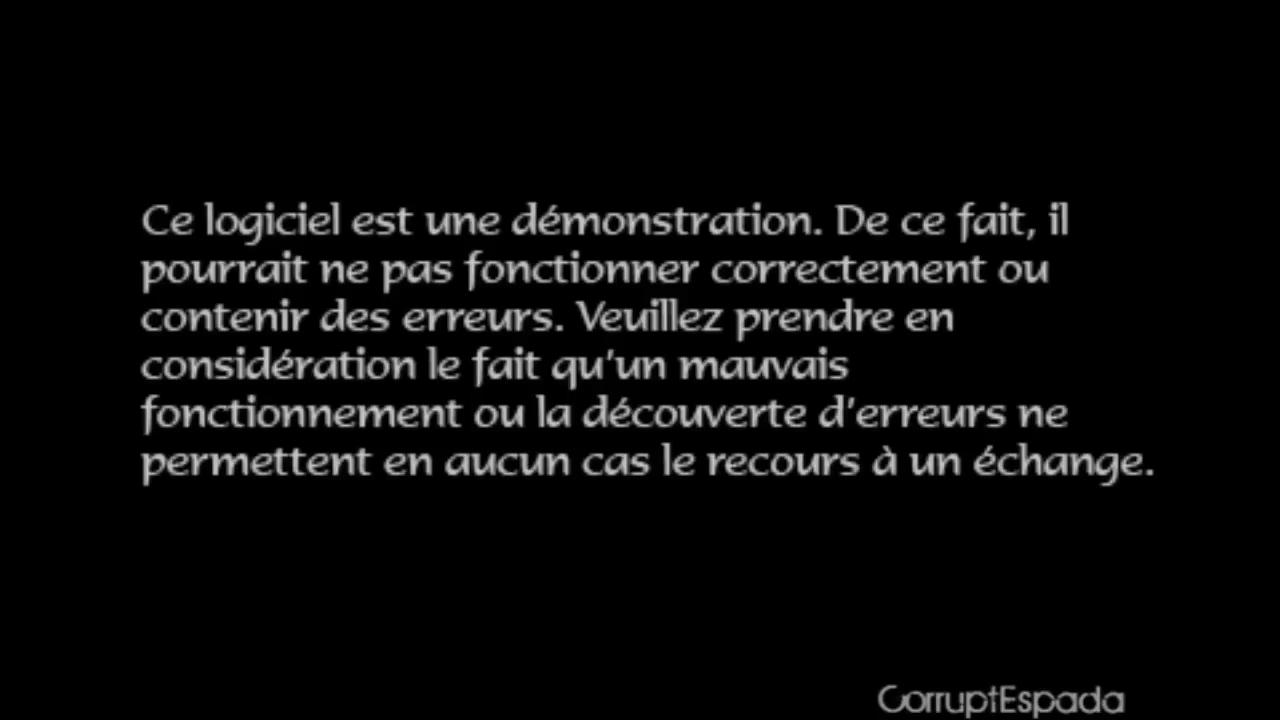 Ce logiciel est une démonstration. De ce fait, il
pourrait ne pas fonctionner correctement ou
contenir des erreurs. Veuillez prendre en
considération le fait qu'un mauvais
fonctionnement ou la découverte d'erreurs ne
permettent en aucun cas le recours à un échange.
CorruptEspada